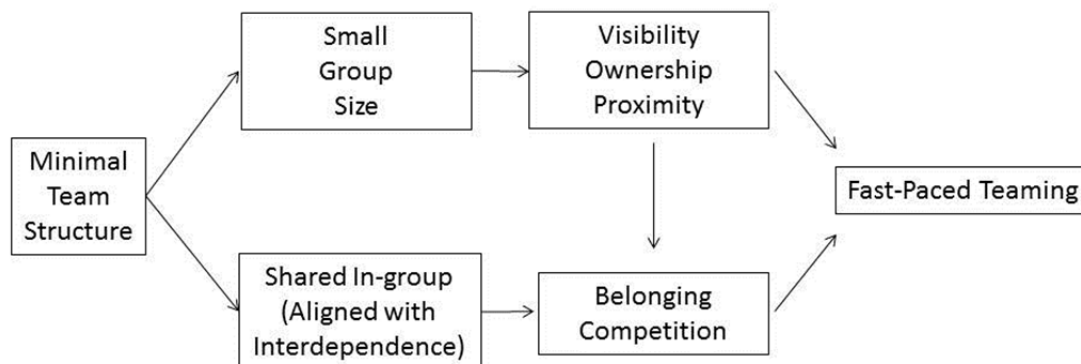 Small
Group
Size
Visibility
Ownership
Proximity
Minimal
Team
Structure
Fast-Paced Teaming
Shared In-group
(Aligned with
Interdependence)
Belonging
Competition